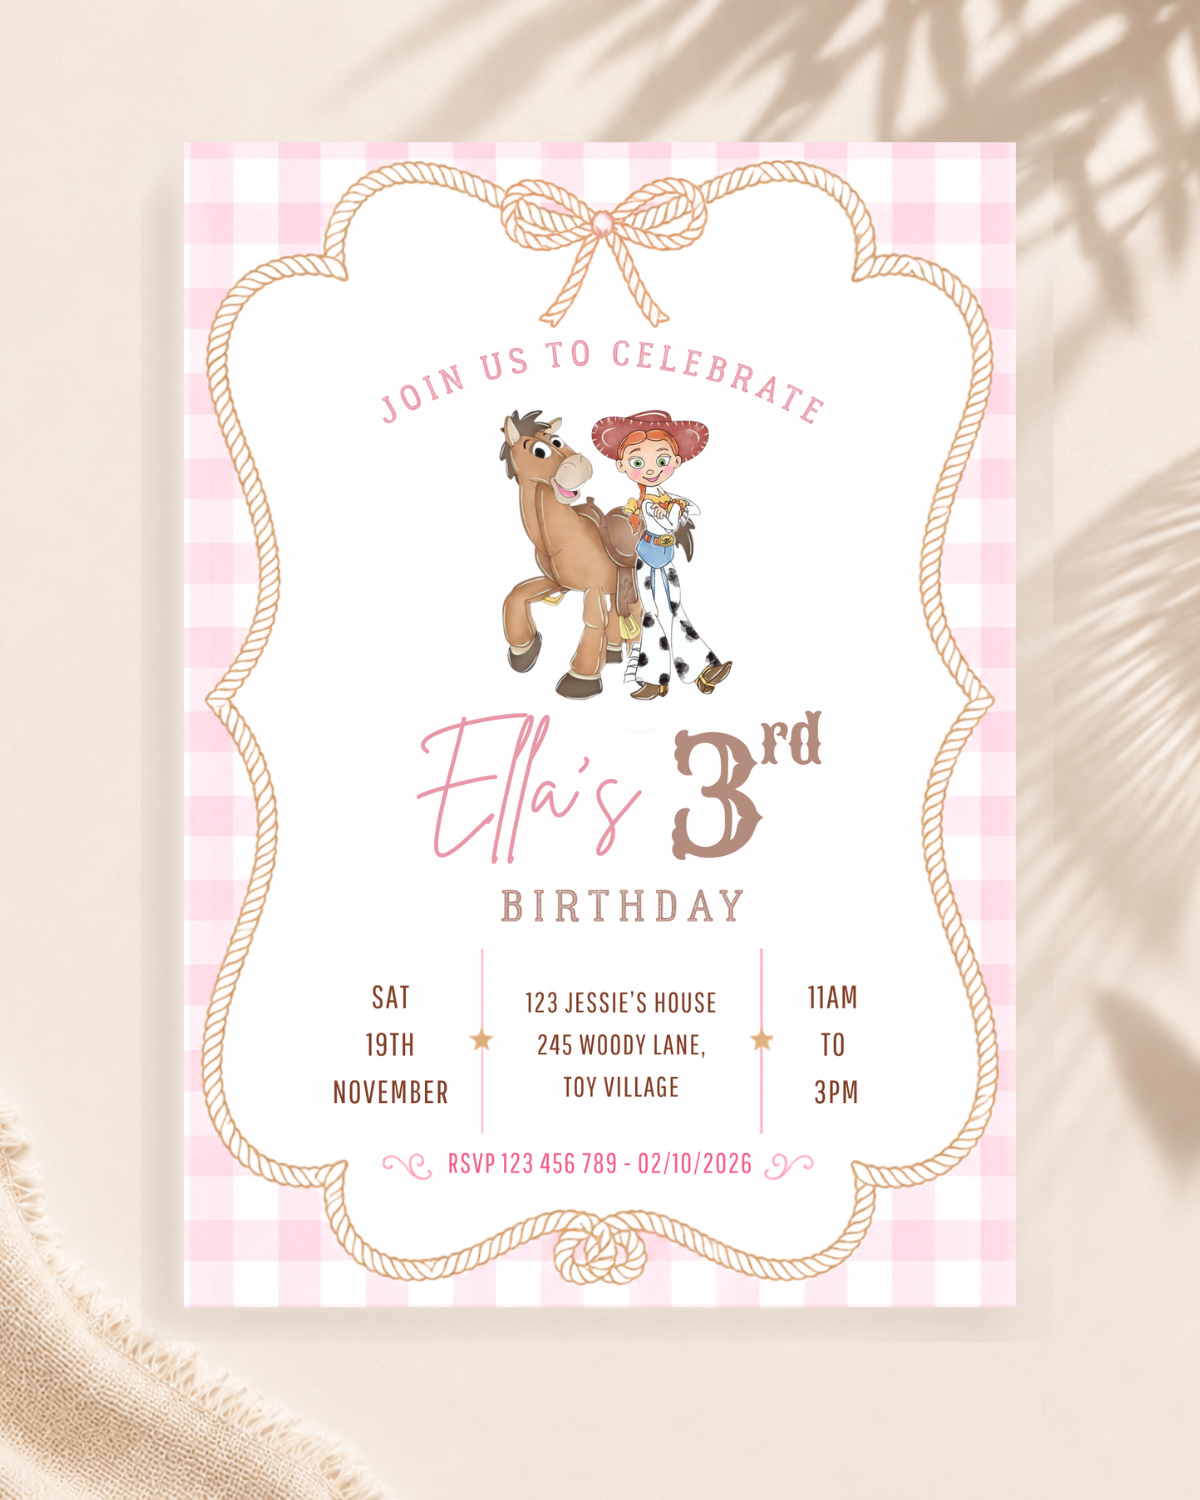 JOIN US TO CELEBRATE
Ella's 3rd
BIRTHDAY
SAT
19TH
NOVEMBER
123 JESSIE'S HOUSE
245 WOODY LANE,
TOY VILLAGE
11AM
TO
3PM
RSVP 123 456 789 - 02/10/2026